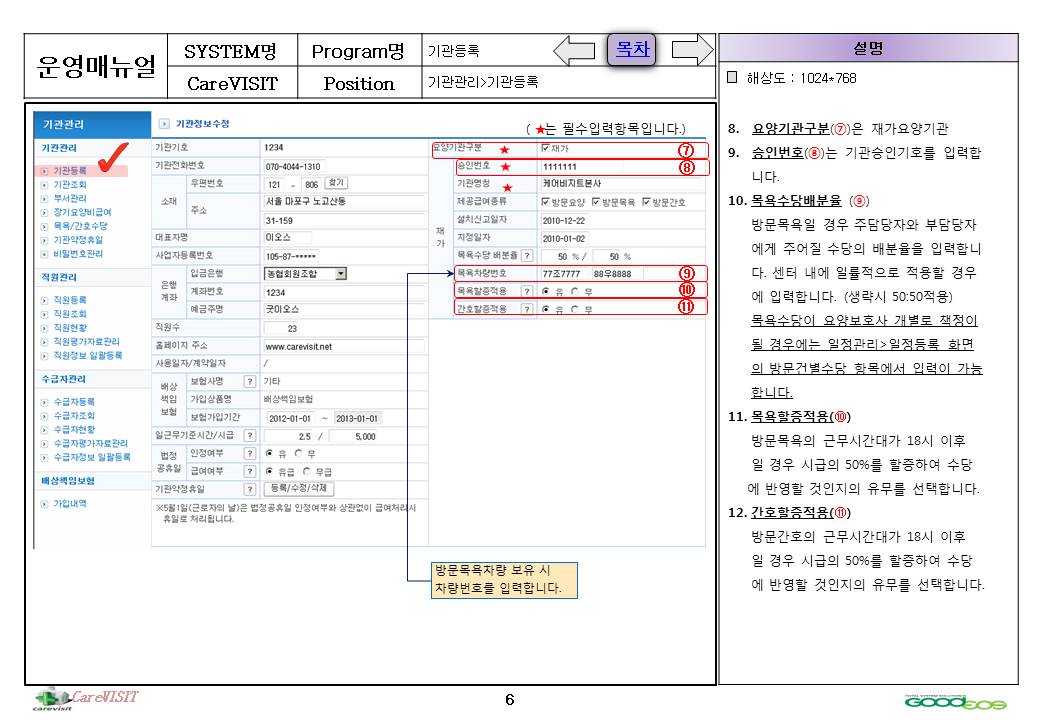 운영매뉴얼
SYSTEM명
Program명
기관등록
목차
CareVISIT
Position
기관관리>기관등록
설명
해상도 : 1024*768
기관관리
기관관리
기관등록
기관조회
부서관리
장기요양비급여
목욕/간호수당
기관약정휴일
비밀번호관리
직원관리
직원등록
직원조회
직원현황
직원평가자료관리
직원정보 일괄등록
수급자관리
수급자등록
수급자조회
수급자현황
수급자평가자료관리
수급자정보 일괄등록
배상책임보험
가입내역
기관정보수정
( ★는 필수입력항목입니다.)
기관기호 1234
기관전화번호 070-4044-1310
소재 우편번호 121 - 806 찾기
주소 서울 마포구 노고산동
31-159
대표자명 미오스
사업자등록번호 105-87-*****
은행계좌 입금은행 농협회원조합
계좌번호 1234
예금주명 굿미오스
직원수 23
홈페이지 주소 www.carevisit.net
사용일자/계약일자 /
배상책임보험 보험사명 ? 기타
가입상품명 배상책임보험
보험가입기간 2012-01-01 ~ 2013-01-01
일근무기준시간/시급 ? 2.5 / 5,000
법정공휴일 인정여부 ? 유 무
급여여부 ? 유급 무급
기관약정휴일 ? 등록/수정/삭제
※5월1일(근로자의 날)은 법정공휴일 인정여부와 상관없이 급여처리시
휴일로 처리됩니다.
요양기관구분 ★ 재가 ⑦
재가
승인번호 ★ 1111111 ⑧
기관명칭 ★ 케어비지트본사
제공급여종류 방문요양 방문목욕 방문간호
설치신고일자 2010-12-22
지정일자 2010-01-02
목욕수당 배분율 ? 50 % / 50 %
목욕차량번호 77조7777 88우8888 ⑨
목욕할증적용 ? 유 무 ⑩
간호할증적용 ? 유 무 ⑪
방문목욕차량 보유 시
차량번호를 입력합니다.
8. 요양기관구분(⑦)은 재가요양기관
9. 승인번호(⑧)는 기관승인기호를 입력합
니다.
10. 목욕수당배분율 (⑨)
방문목욕일 경우 주담당자와 부담당자
에게 주어질 수당의 배분율을 입력합니
다. 센터 내에 일률적으로 적용할 경우
에 입력합니다. (생략시 50:50적용)
목욕수당이 요양보호사 개별로 책정이
될 경우에는 일정관리>일정등록 화면
의 방문건별수당 항목에서 입력이 가능
합니다.
11. 목욕할증적용(⑩)
방문목욕의 근무시간대가 18시 이후
일 경우 시급의 50%를 할증하여 수당
에 반영할 것인지의 유무를 선택합니다.
12. 간호할증적용(⑪)
방문간호의 근무시간대가 18시 이후
일 경우 시급의 50%를 할증하여 수당
에 반영할 것인지의 유무를 선택합니다.
carevisit
CareVISIT
6
TOTAL SYSTEM SOLUTIONS
GOODEOS